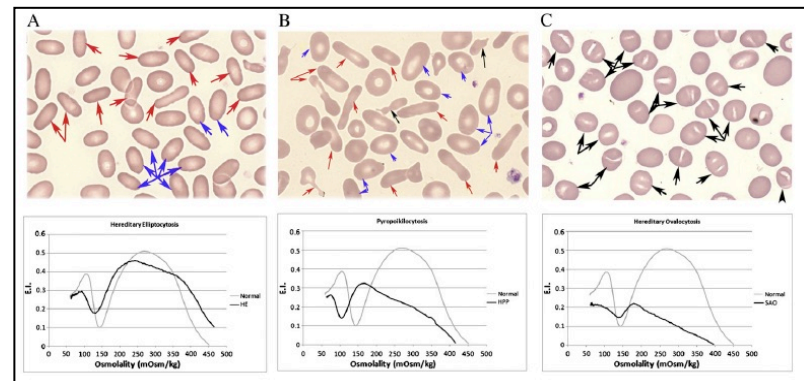 A
B
C
Hereditary Elliptocytosis
E.I.
0.6
0.5
0.4
0.3
0.2
0.1
0
0 50 100 150 200 250 300 350 400 450 500
Osmolality (mOsm/kg)
Normal
HE
Pyropoikilocytosis
E.I.
0.6
0.5
0.4
0.3
0.2
0.1
0
0 50 100 150 200 250 300 350 400 450 500
Osmolality (mOsm/kg)
Normal
HPP
Hereditary Ovalocytosis
E.I.
0.6
0.5
0.4
0.3
0.2
0.1
0
0 50 100 150 200 250 300 350 400 450 500
Osmolality (mOsm/kg)
Normal
SAO